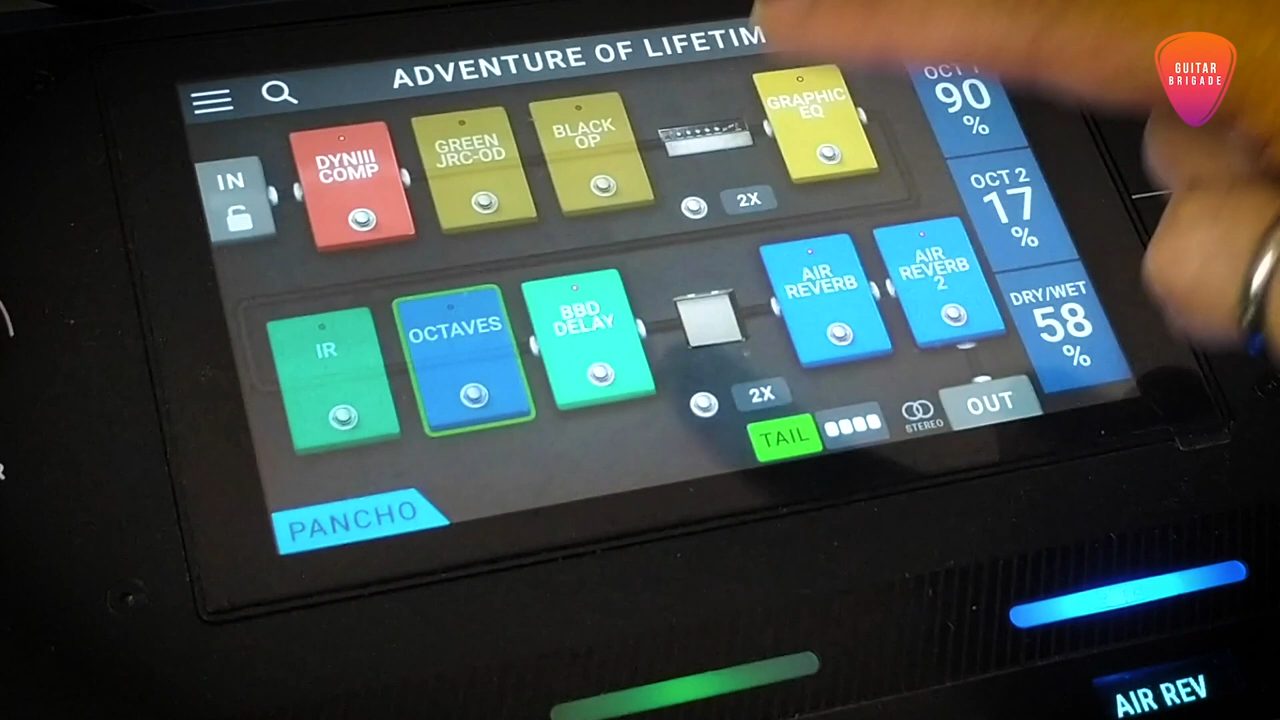 ADVENTURE OF LIFETIM
GUITAR
BRIGADE
IN
DYNIII
COMP
GREEN
JRC-OD
BLACK
OP
2X
GRAPHIC
EQ
OCT 1
90
%
OCT 2
17
%
DRY/WET
58
%
IR
OCTAVES
BBD
DELAY
2X
AIR
REVERB
AIR
REVERB
2
TAIL
STEREO
OUT
PANCHO
AIR REV